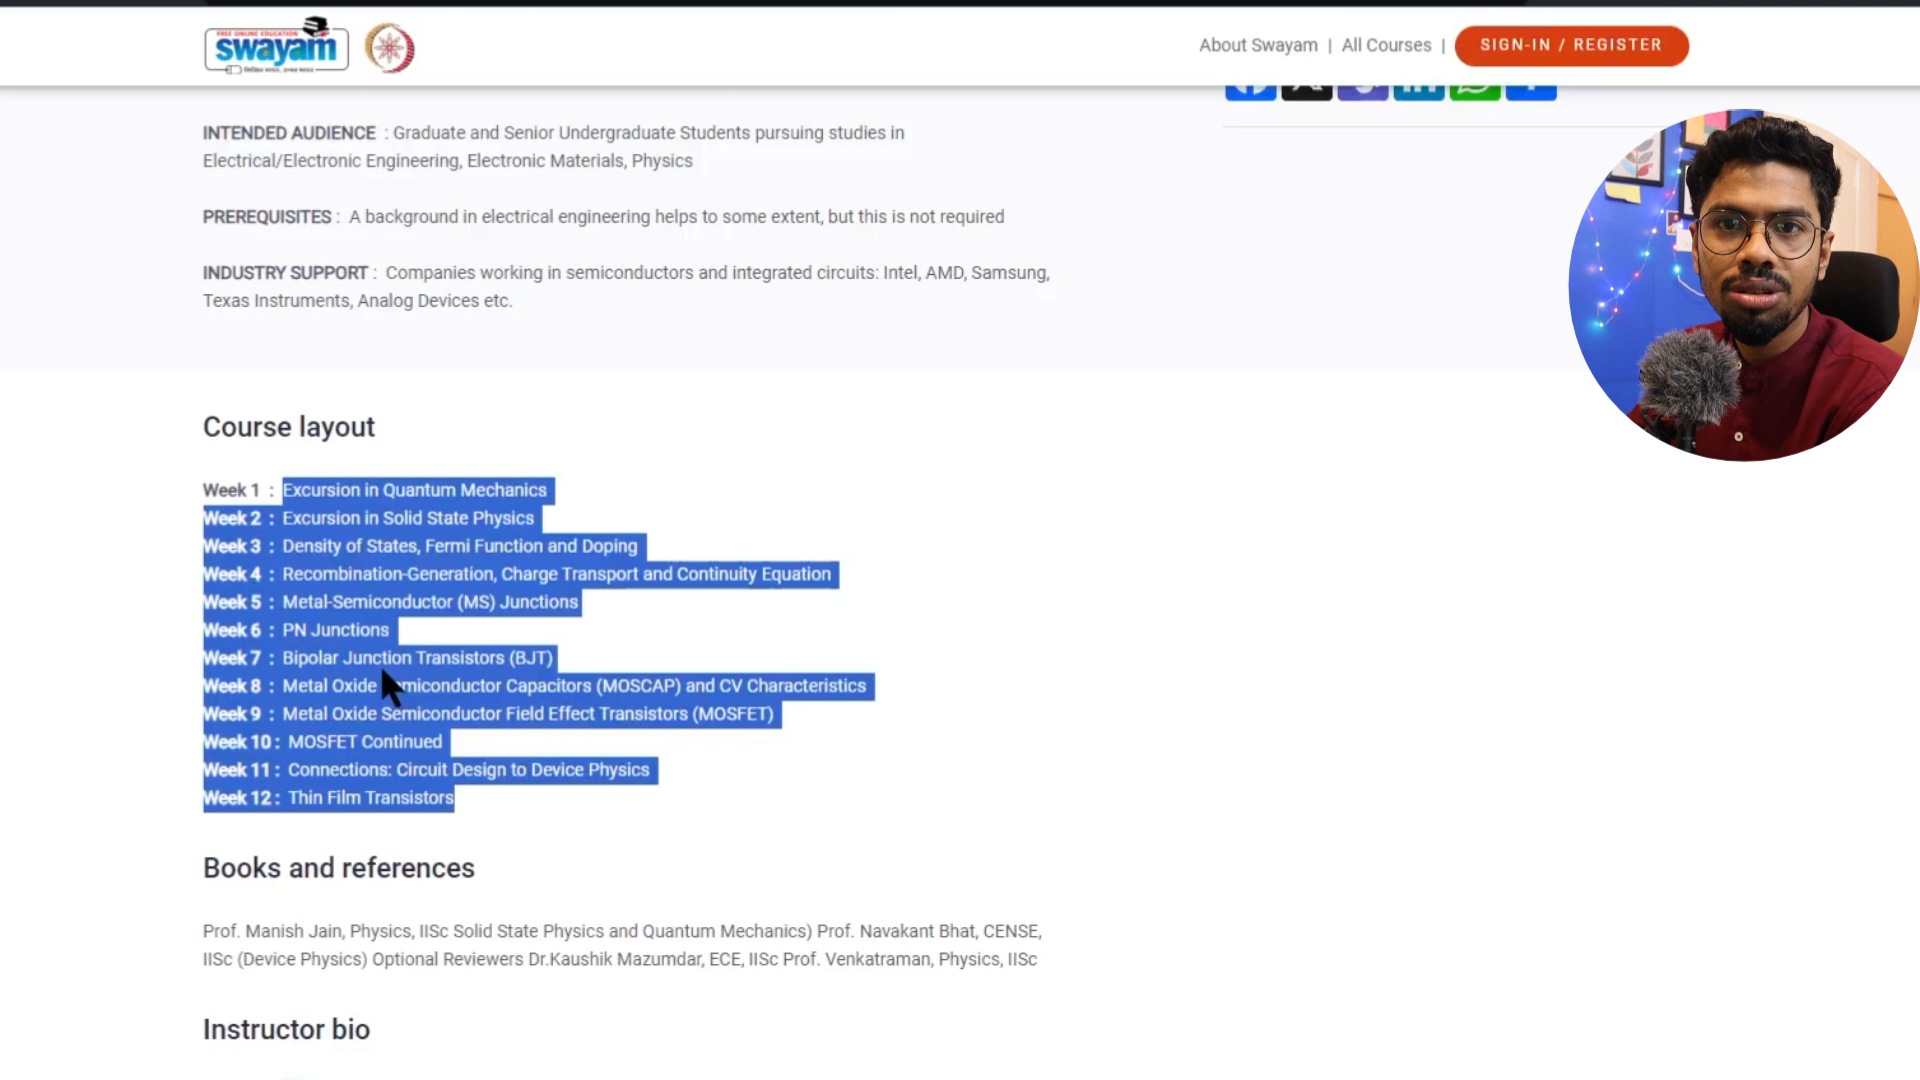 FREE ONLINE EDUCATION
swayam
About Swayam | All Courses | SIGN-IN / REGISTER
INTENDED AUDIENCE : Graduate and Senior Undergraduate Students pursuing studies in
Electrical/Electronic Engineering, Electronic Materials, Physics
PREREQUISITES : A background in electrical engineering helps to some extent, but this is not required
INDUSTRY SUPPORT : Companies working in semiconductors and integrated circuits: Intel, AMD, Samsung,
Texas Instruments, Analog Devices etc.
Course layout
Week 1 : Excursion in Quantum Mechanics
Week 2 : Excursion in Solid State Physics
Week 3 : Density of States, Fermi Function and Doping
Week 4 : Recombination-Generation, Charge Transport and Continuity Equation
Week 5 : Metal-Semiconductor (MS) Junctions
Week 6 : PN Junctions
Week 7 : Bipolar Junction Transistors (BJT)
Week 8 : Metal Oxide Semiconductor Capacitors (MOSCAP) and CV Characteristics
Week 9 : Metal Oxide Semiconductor Field Effect Transistors (MOSFET)
Week 10 : MOSFET Continued
Week 11 : Connections: Circuit Design to Device Physics
Week 12 : Thin Film Transistors
Books and references
Prof. Manish Jain, Physics, IISc Solid State Physics and Quantum Mechanics) Prof. Navakant Bhat, CENSE,
IISc (Device Physics) Optional Reviewers Dr.Kaushik Mazumdar, ECE, IISc Prof. Venkatraman, Physics, IISc
Instructor bio